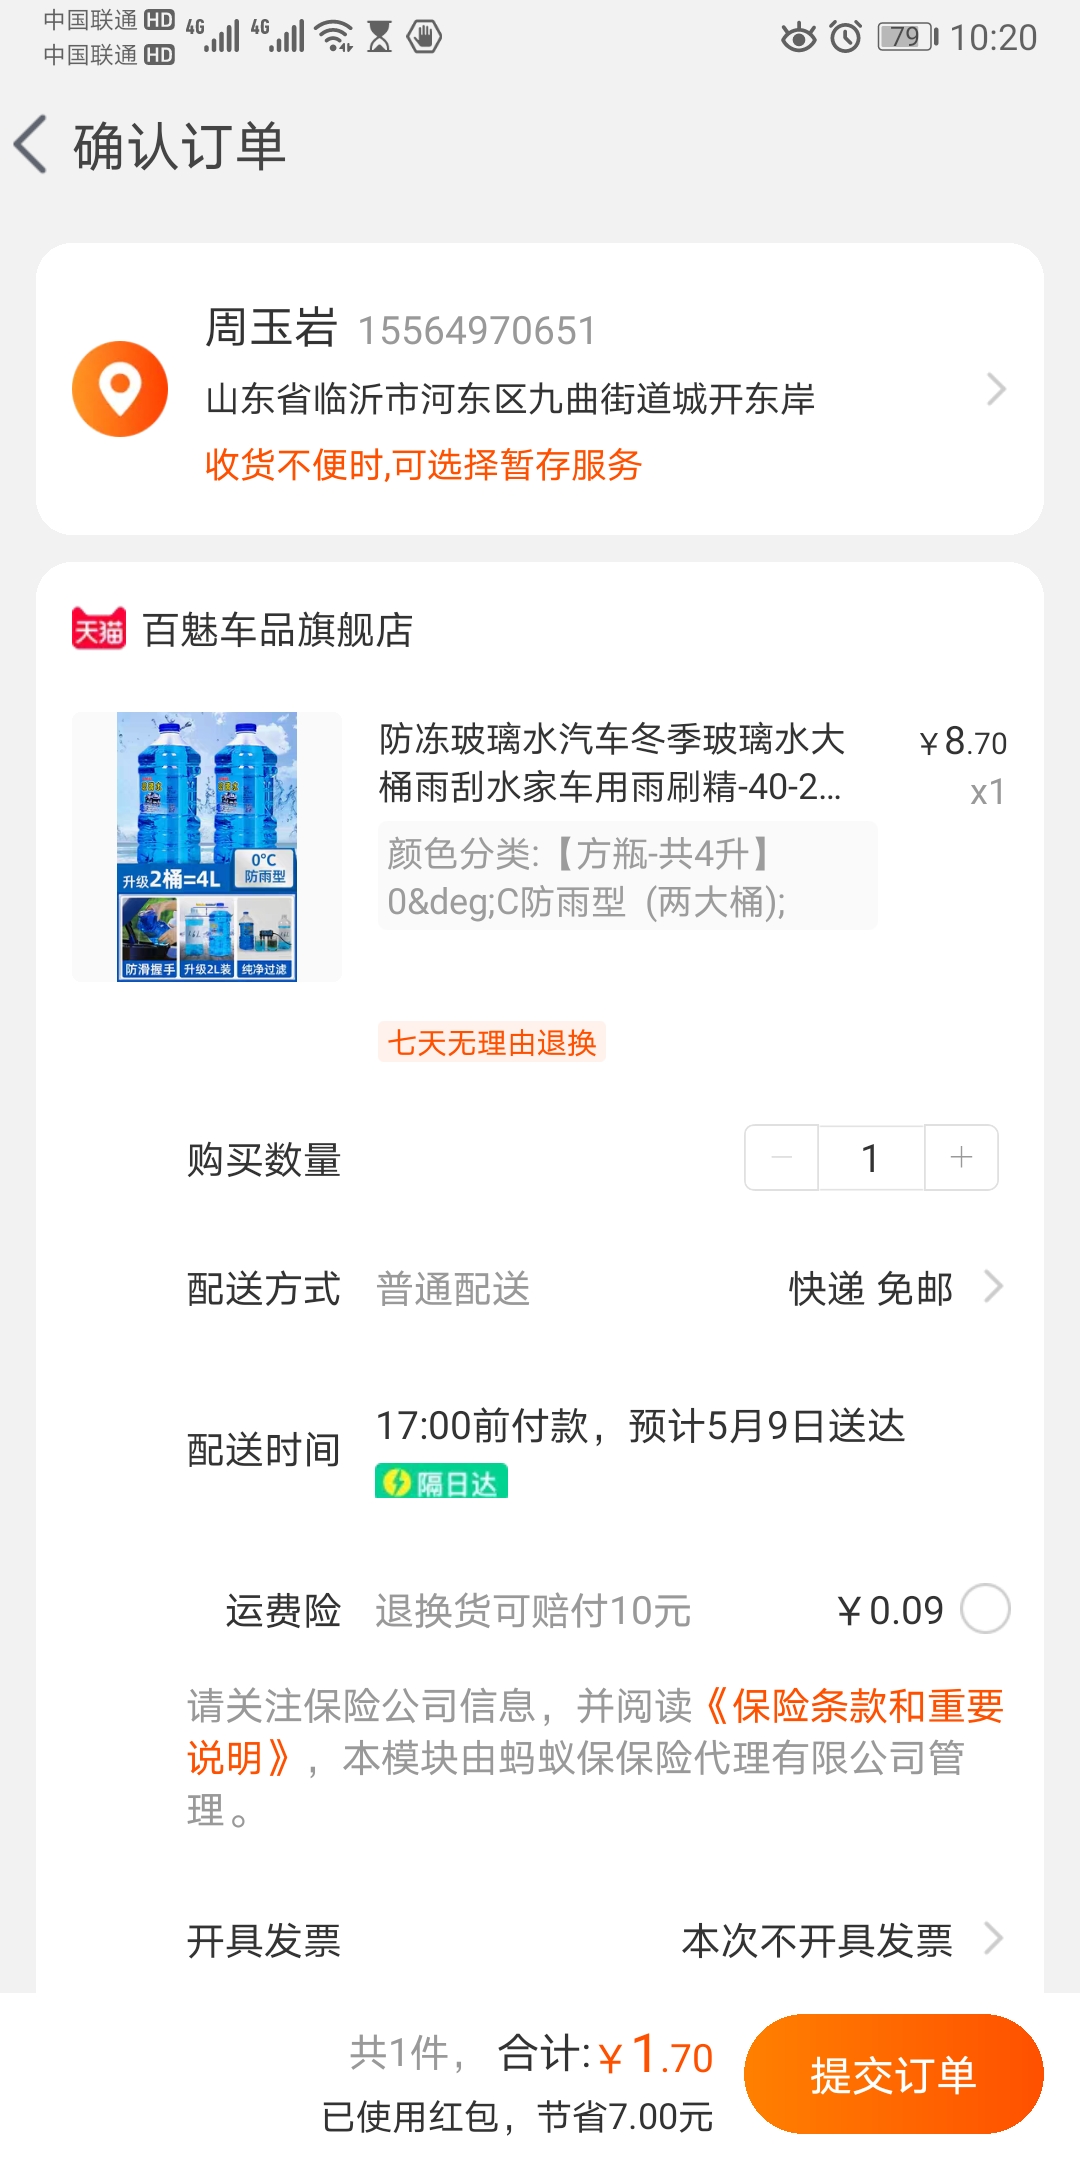 中国联通 HD 4G 4G
中国联通 HD
79 10:20
确认订单
周玉岩 15564970651
山东省临沂市河东区九曲街道城开东岸
收货不便时,可选择暂存服务
天猫 百魅车品旗舰店
防冻玻璃水汽车冬季玻璃水大
桶雨刮水家车用雨刷精-40-2...
¥8.70
x1
颜色分类:【方瓶-共4升】
0&deg;C防雨型（两大桶);
升级2桶=4L
0°C
防雨型
防滑握手 升级2L装 纯净过滤
七天无理由退换
购买数量 1
配送方式 普通配送 快递 免邮
配送时间 17:00前付款，预计5月9日送达
隔日达
运费险 退换货可赔付10元 ¥0.09
请关注保险公司信息，并阅读《保险条款和重要
说明》，本模块由蚂蚁保保险代理有限公司管
理。
开具发票 本次不开具发票
共1件，合计:¥1.70
已使用红包，节省7.00元
提交订单